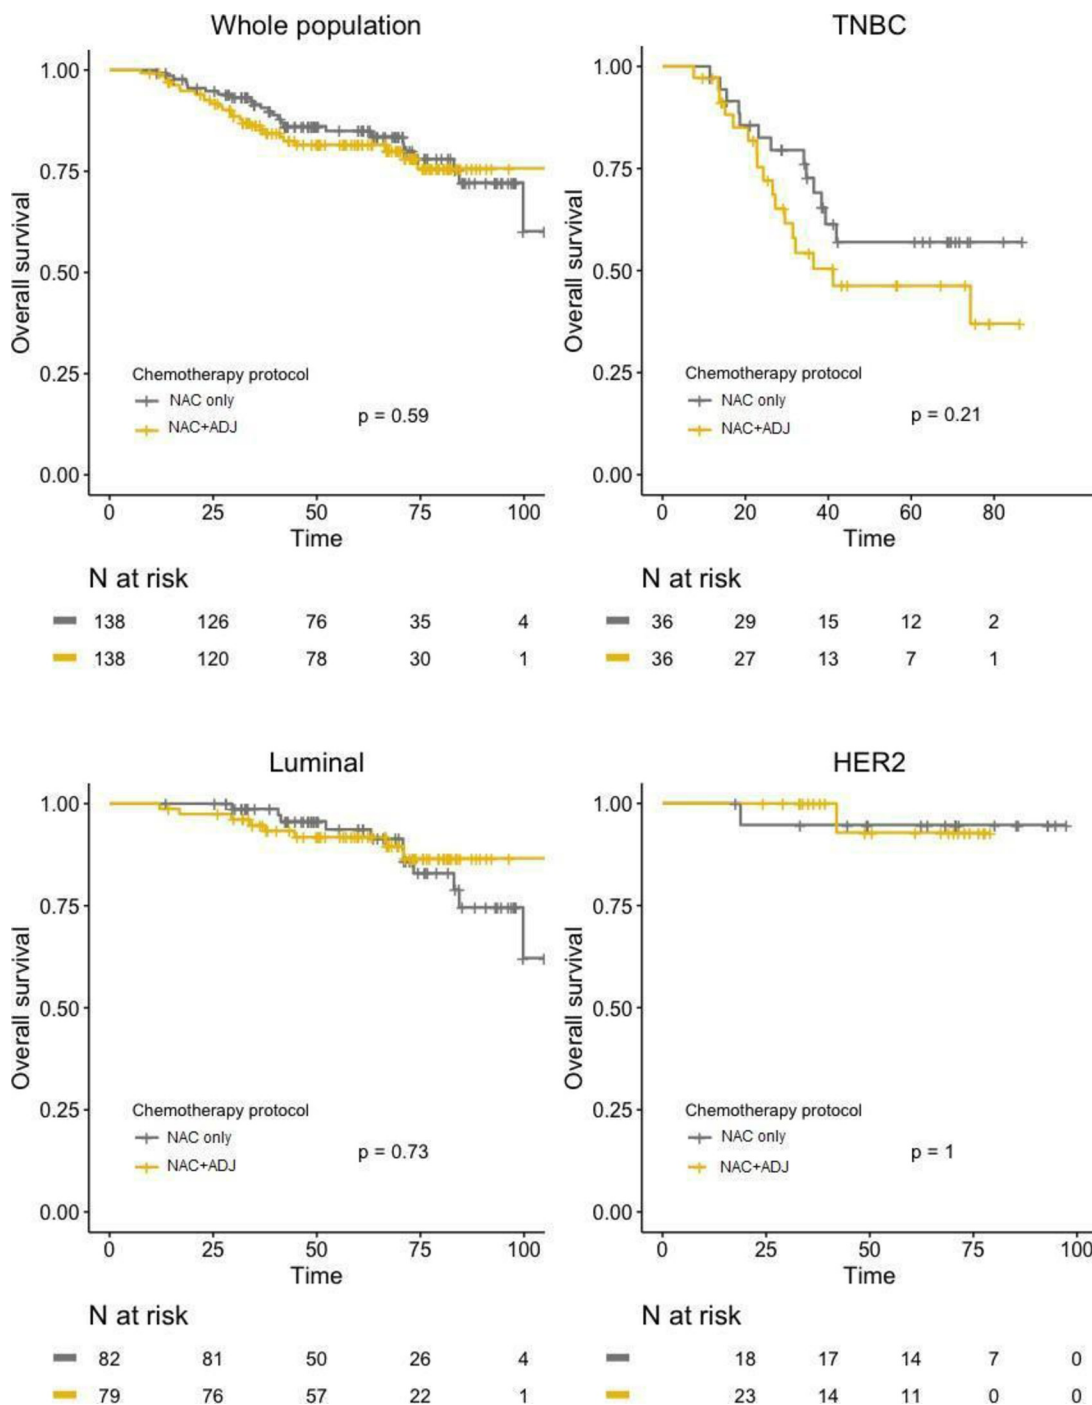 Whole population
1.00
0.75
0.50
0.25
0.00
Overall survival
Chemotherapy protocol
NAC only
NAC+ADJ
p = 0.59
0 25 50 75 100
Time
N at risk
138 126 76 35 4
138 120 78 30 1
TNBC
1.00
0.75
0.50
0.25
0.00
Overall survival
Chemotherapy protocol
NAC only
NAC+ADJ
p = 0.21
0 20 40 60 80
Time
N at risk
36 29 15 12 2
36 27 13 7 1
Luminal
1.00
0.75
0.50
0.25
0.00
Overall survival
Chemotherapy protocol
NAC only
NAC+ADJ
p = 0.73
0 25 50 75 100
Time
N at risk
82 81 50 26 4
79 76 57 22 1
HER2
1.00
0.75
0.50
0.25
0.00
Overall survival
Chemotherapy protocol
NAC only
NAC+ADJ
p = 1
0 25 50 75 100
Time
N at risk
18 17 14 7 0
23 14 11 0 0